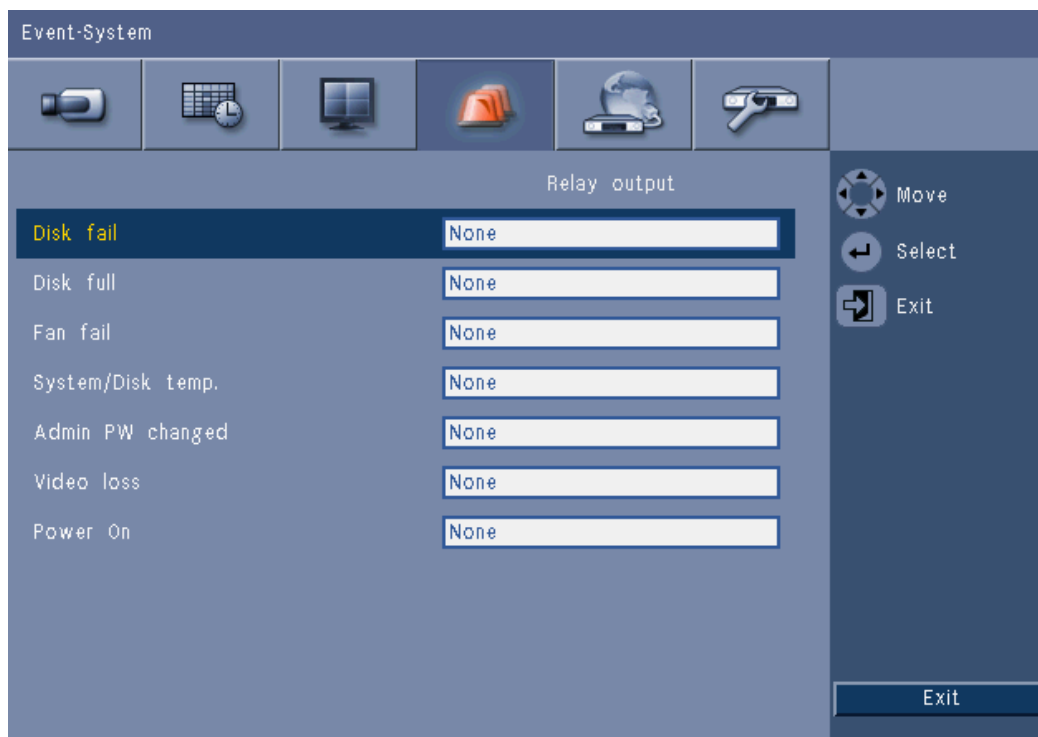 Event-System
Relay output
Disk fail None
Disk full None
Fan fail None
System/Disk temp. None
Admin PW changed None
Video loss None
Power On None
Move
Select
Exit
Exit